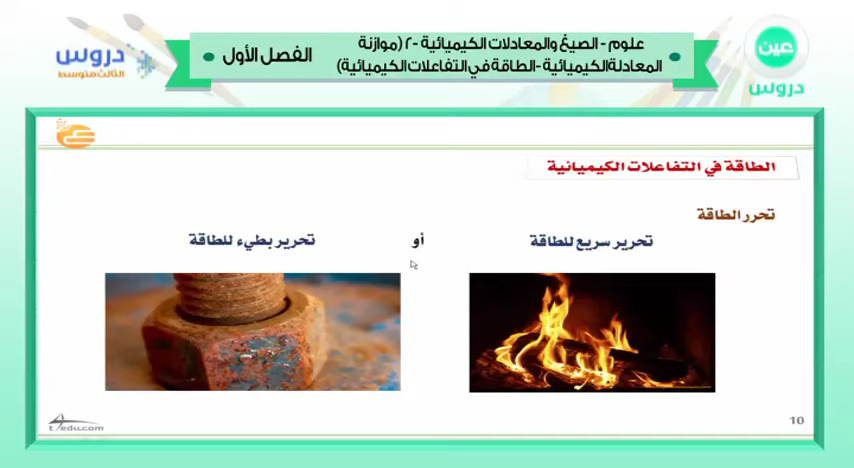 عين
دروس
علوم - الصيغ والمعادلات الكيميائية -٢ (موازنة
المعادلة الكيميائية -الطاقة في التفاعلات الكيميائية)
الفصل الأول
دروس
الثالث متوسط
الطاقة في التفاعلات الكيميائية
تحرر الطاقة
تحرير سريع للطاقة
أو
تحرير بطيء للطاقة
t4edu.com
10